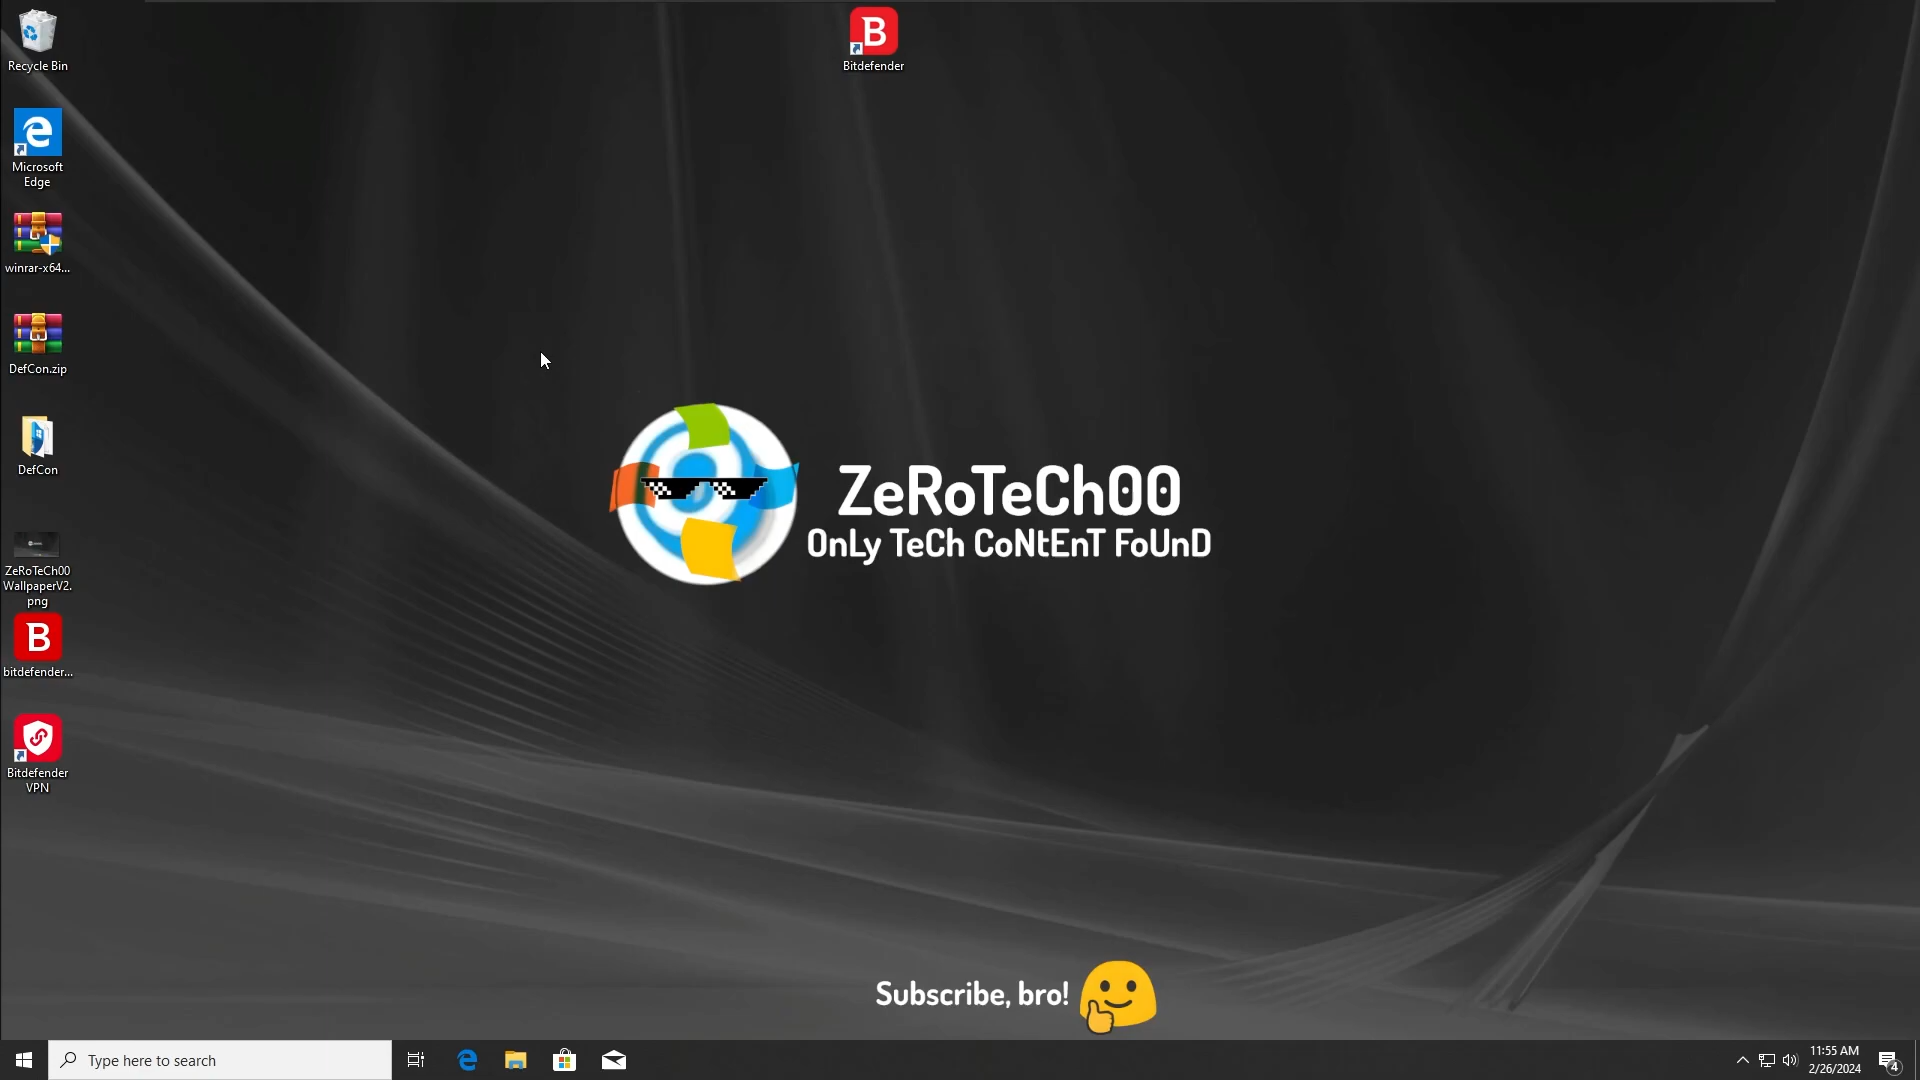 Recycle Bin
Bitdefender
Microsoft
Edge
winrar-x64...
DefCon.zip
DefCon
ZeRoTeCh00
WallpaperV2.
png
bitdefender...
Bitdefender
VPN
ZeRoTeCh00
OnLy TeCh CoNtEnT FoUnD
Subscribe, bro!
Type here to search
11:55 AM
2/26/2024
4